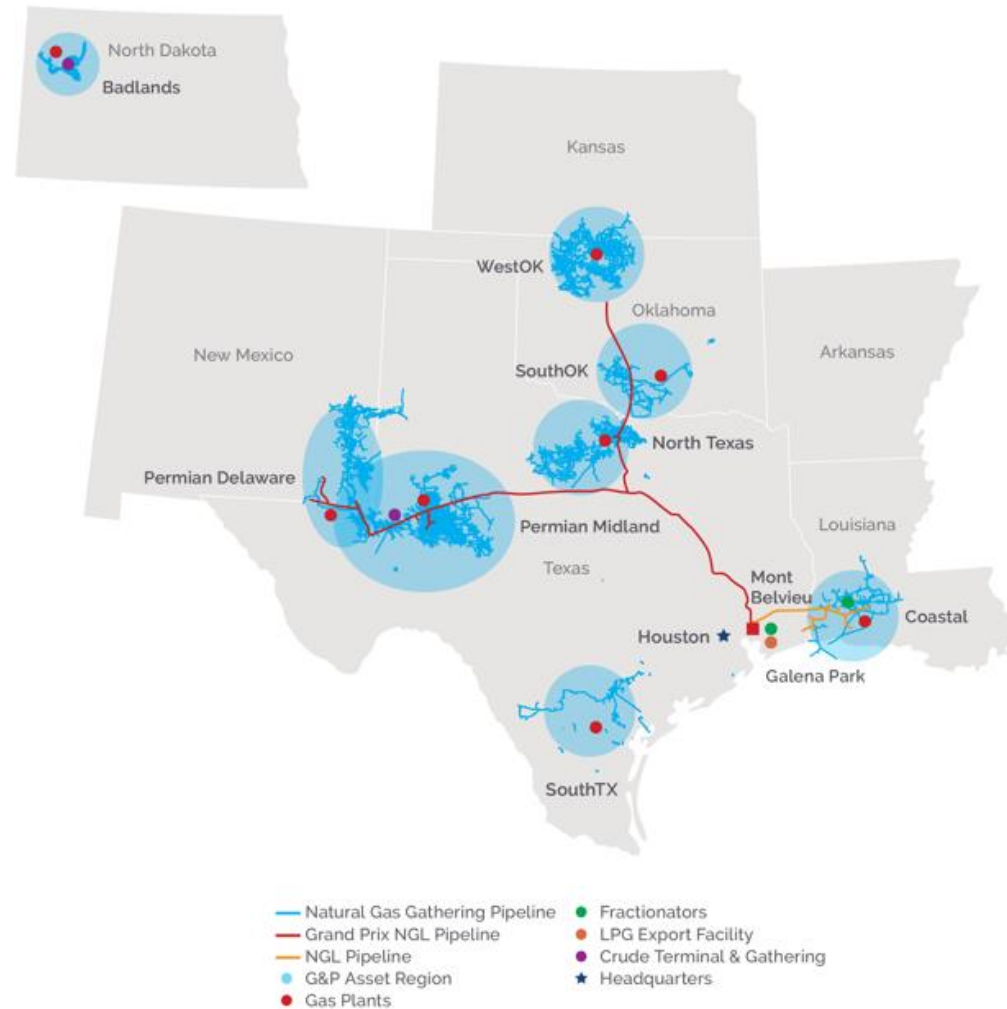 North Dakota
Badlands
Kansas
WestOK
Oklahoma
New Mexico
Arkansas
SouthOK
North Texas
Permian Delaware
Permian Midland
Louisiana
Texas
Mont
Belvieu
Houston
Coastal
Galena Park
SouthTX
Natural Gas Gathering Pipeline
Grand Prix NGL Pipeline
NGL Pipeline
G&P Asset Region
Gas Plants
Fractionators
LPG Export Facility
Crude Terminal & Gathering
Headquarters